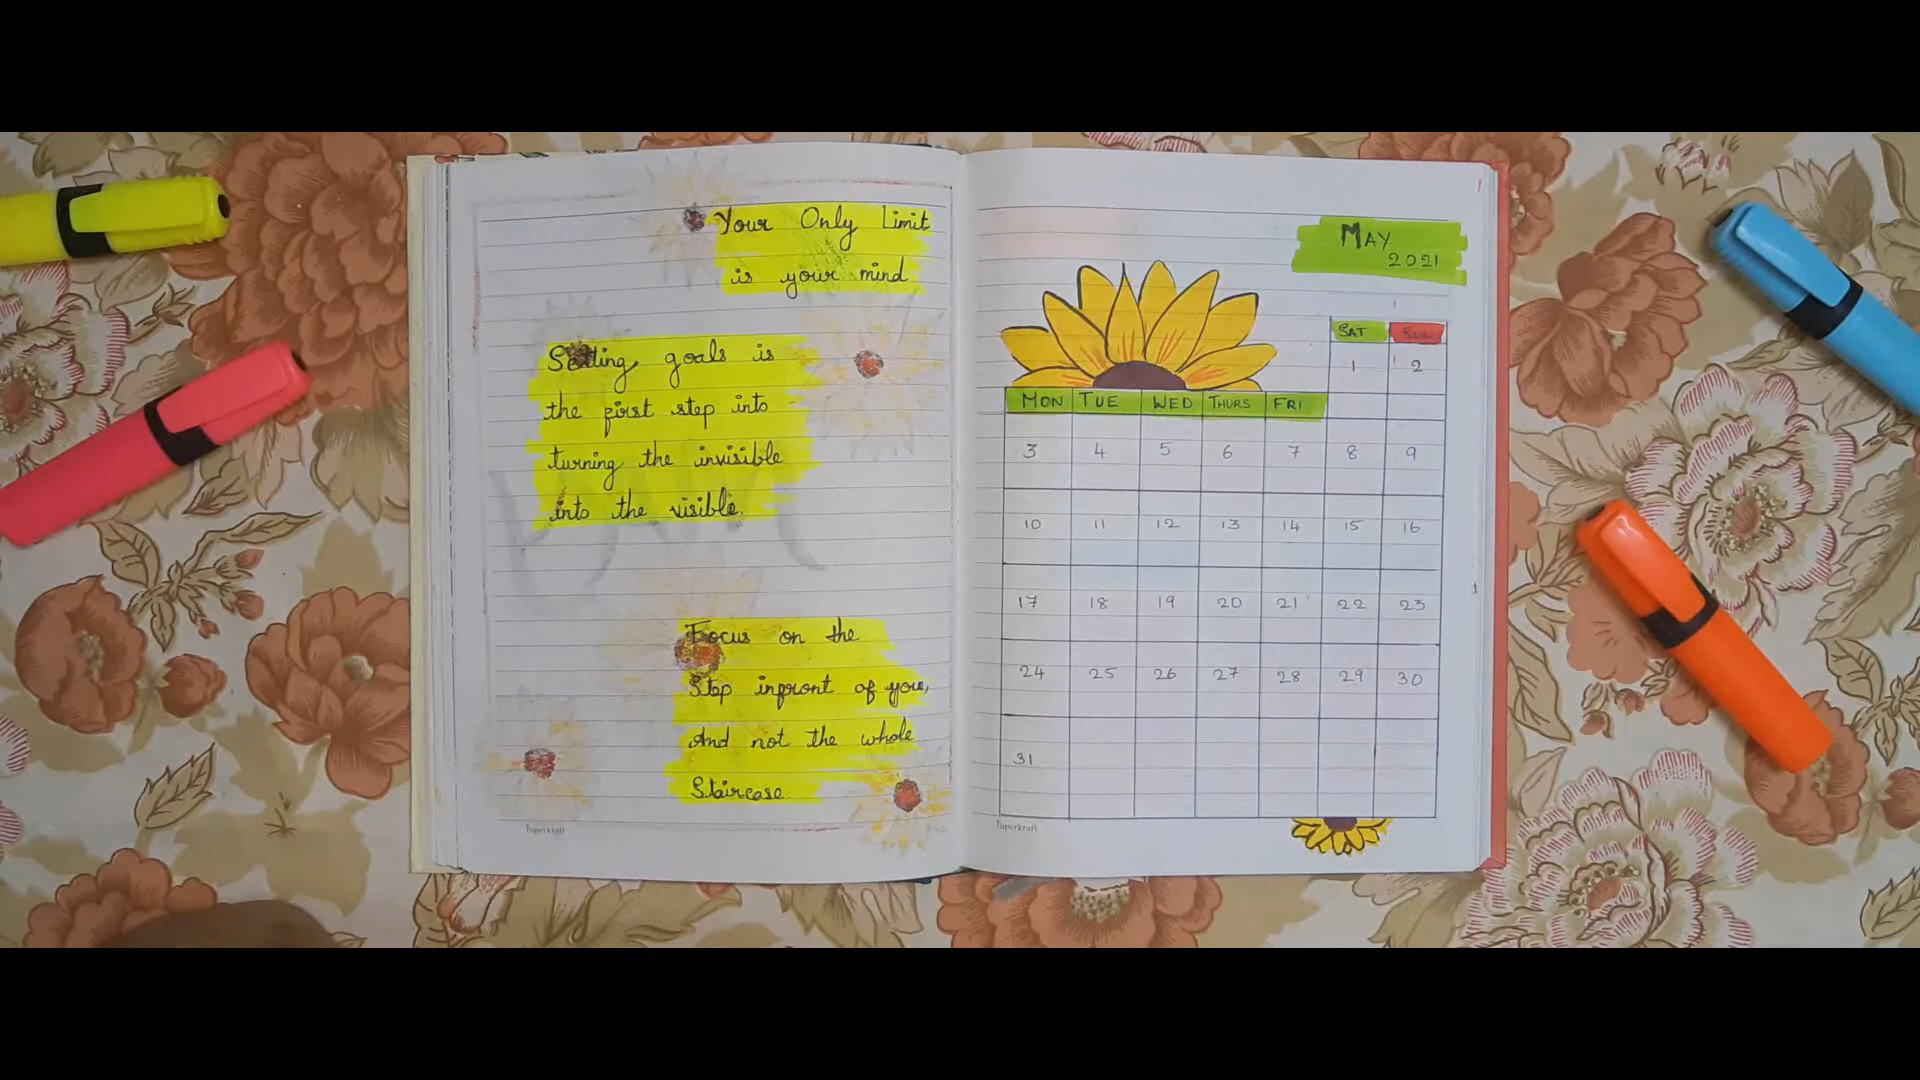 Your Only Limit
is your mind
Setting goals is
the first step into
turning the invisible
into the visible.
Focus on the
Step infront of you,
And not the whole
Staircase
Paperkraft
MAY
2021
SAT SUN
1 2
MON TUE WED THURS FRI
3 4 5 6 7 8 9
10 11 12 13 14 15 16
17 18 19 20 21 22 23
24 25 26 27 28 29 30
31
Paperkraft